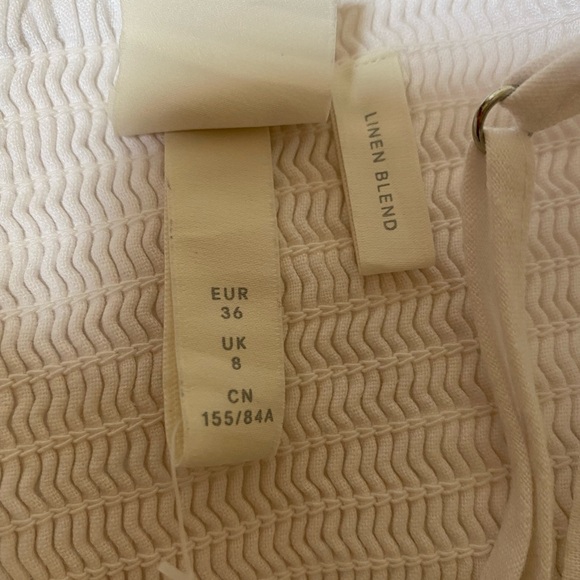 EUR
36
UK
8
CN
155/84A
LINEN BLEND